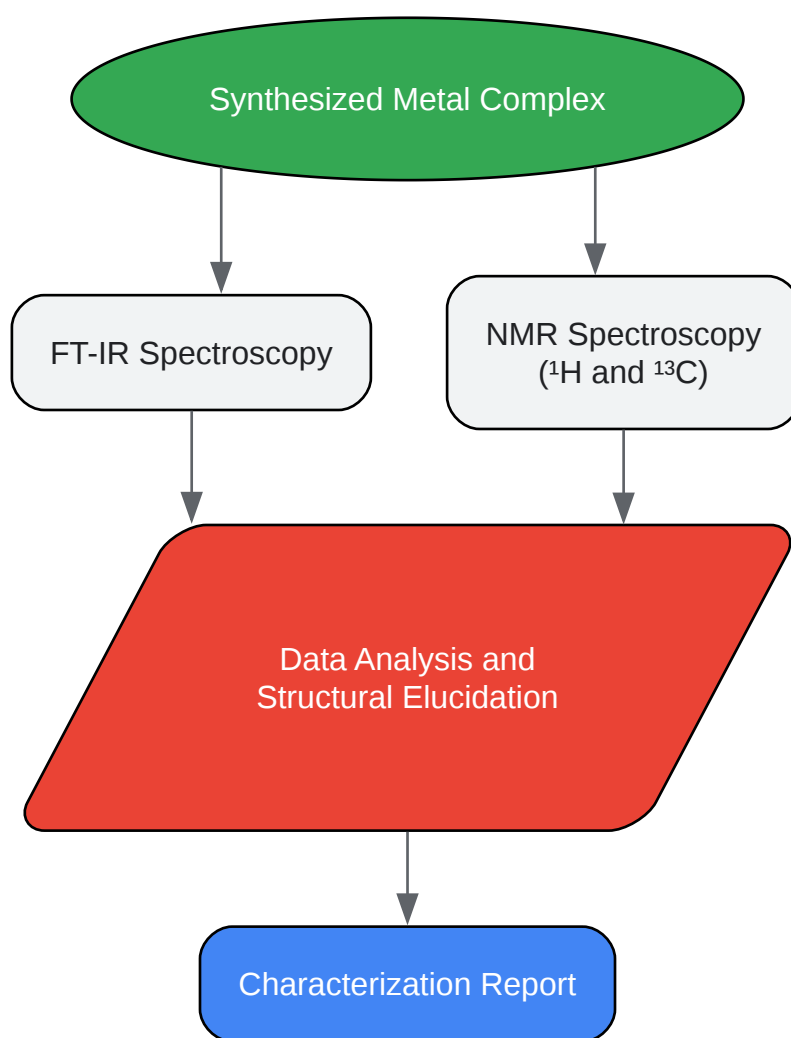 Synthesized Metal Complex
FT-IR Spectroscopy
NMR Spectroscopy
(¹H and ¹³C)
Data Analysis and
Structural Elucidation
Characterization Report